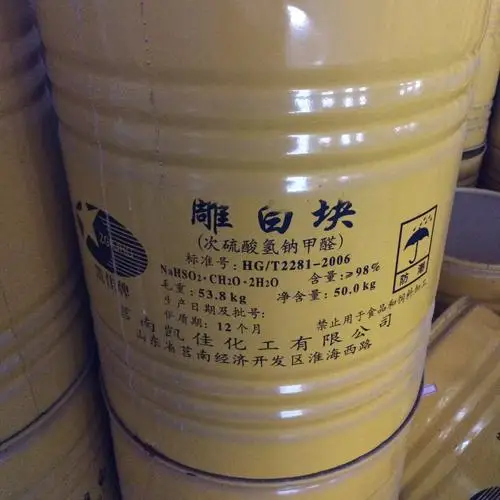 雕白块
(次硫酸氢钠甲醛)
标准号: HG/T2281-2006
NaHSO₂·CH₂O·2H₂O 含量:≥98%
毛重:53.8kg 净含量:50.0kg
生产日期及批号:
保质期:12个月 禁止用于食品和饲料加工
莒南凯佳化工有限公司
山东省莒南经济开发区淮海西路
防潮
凯佳牌